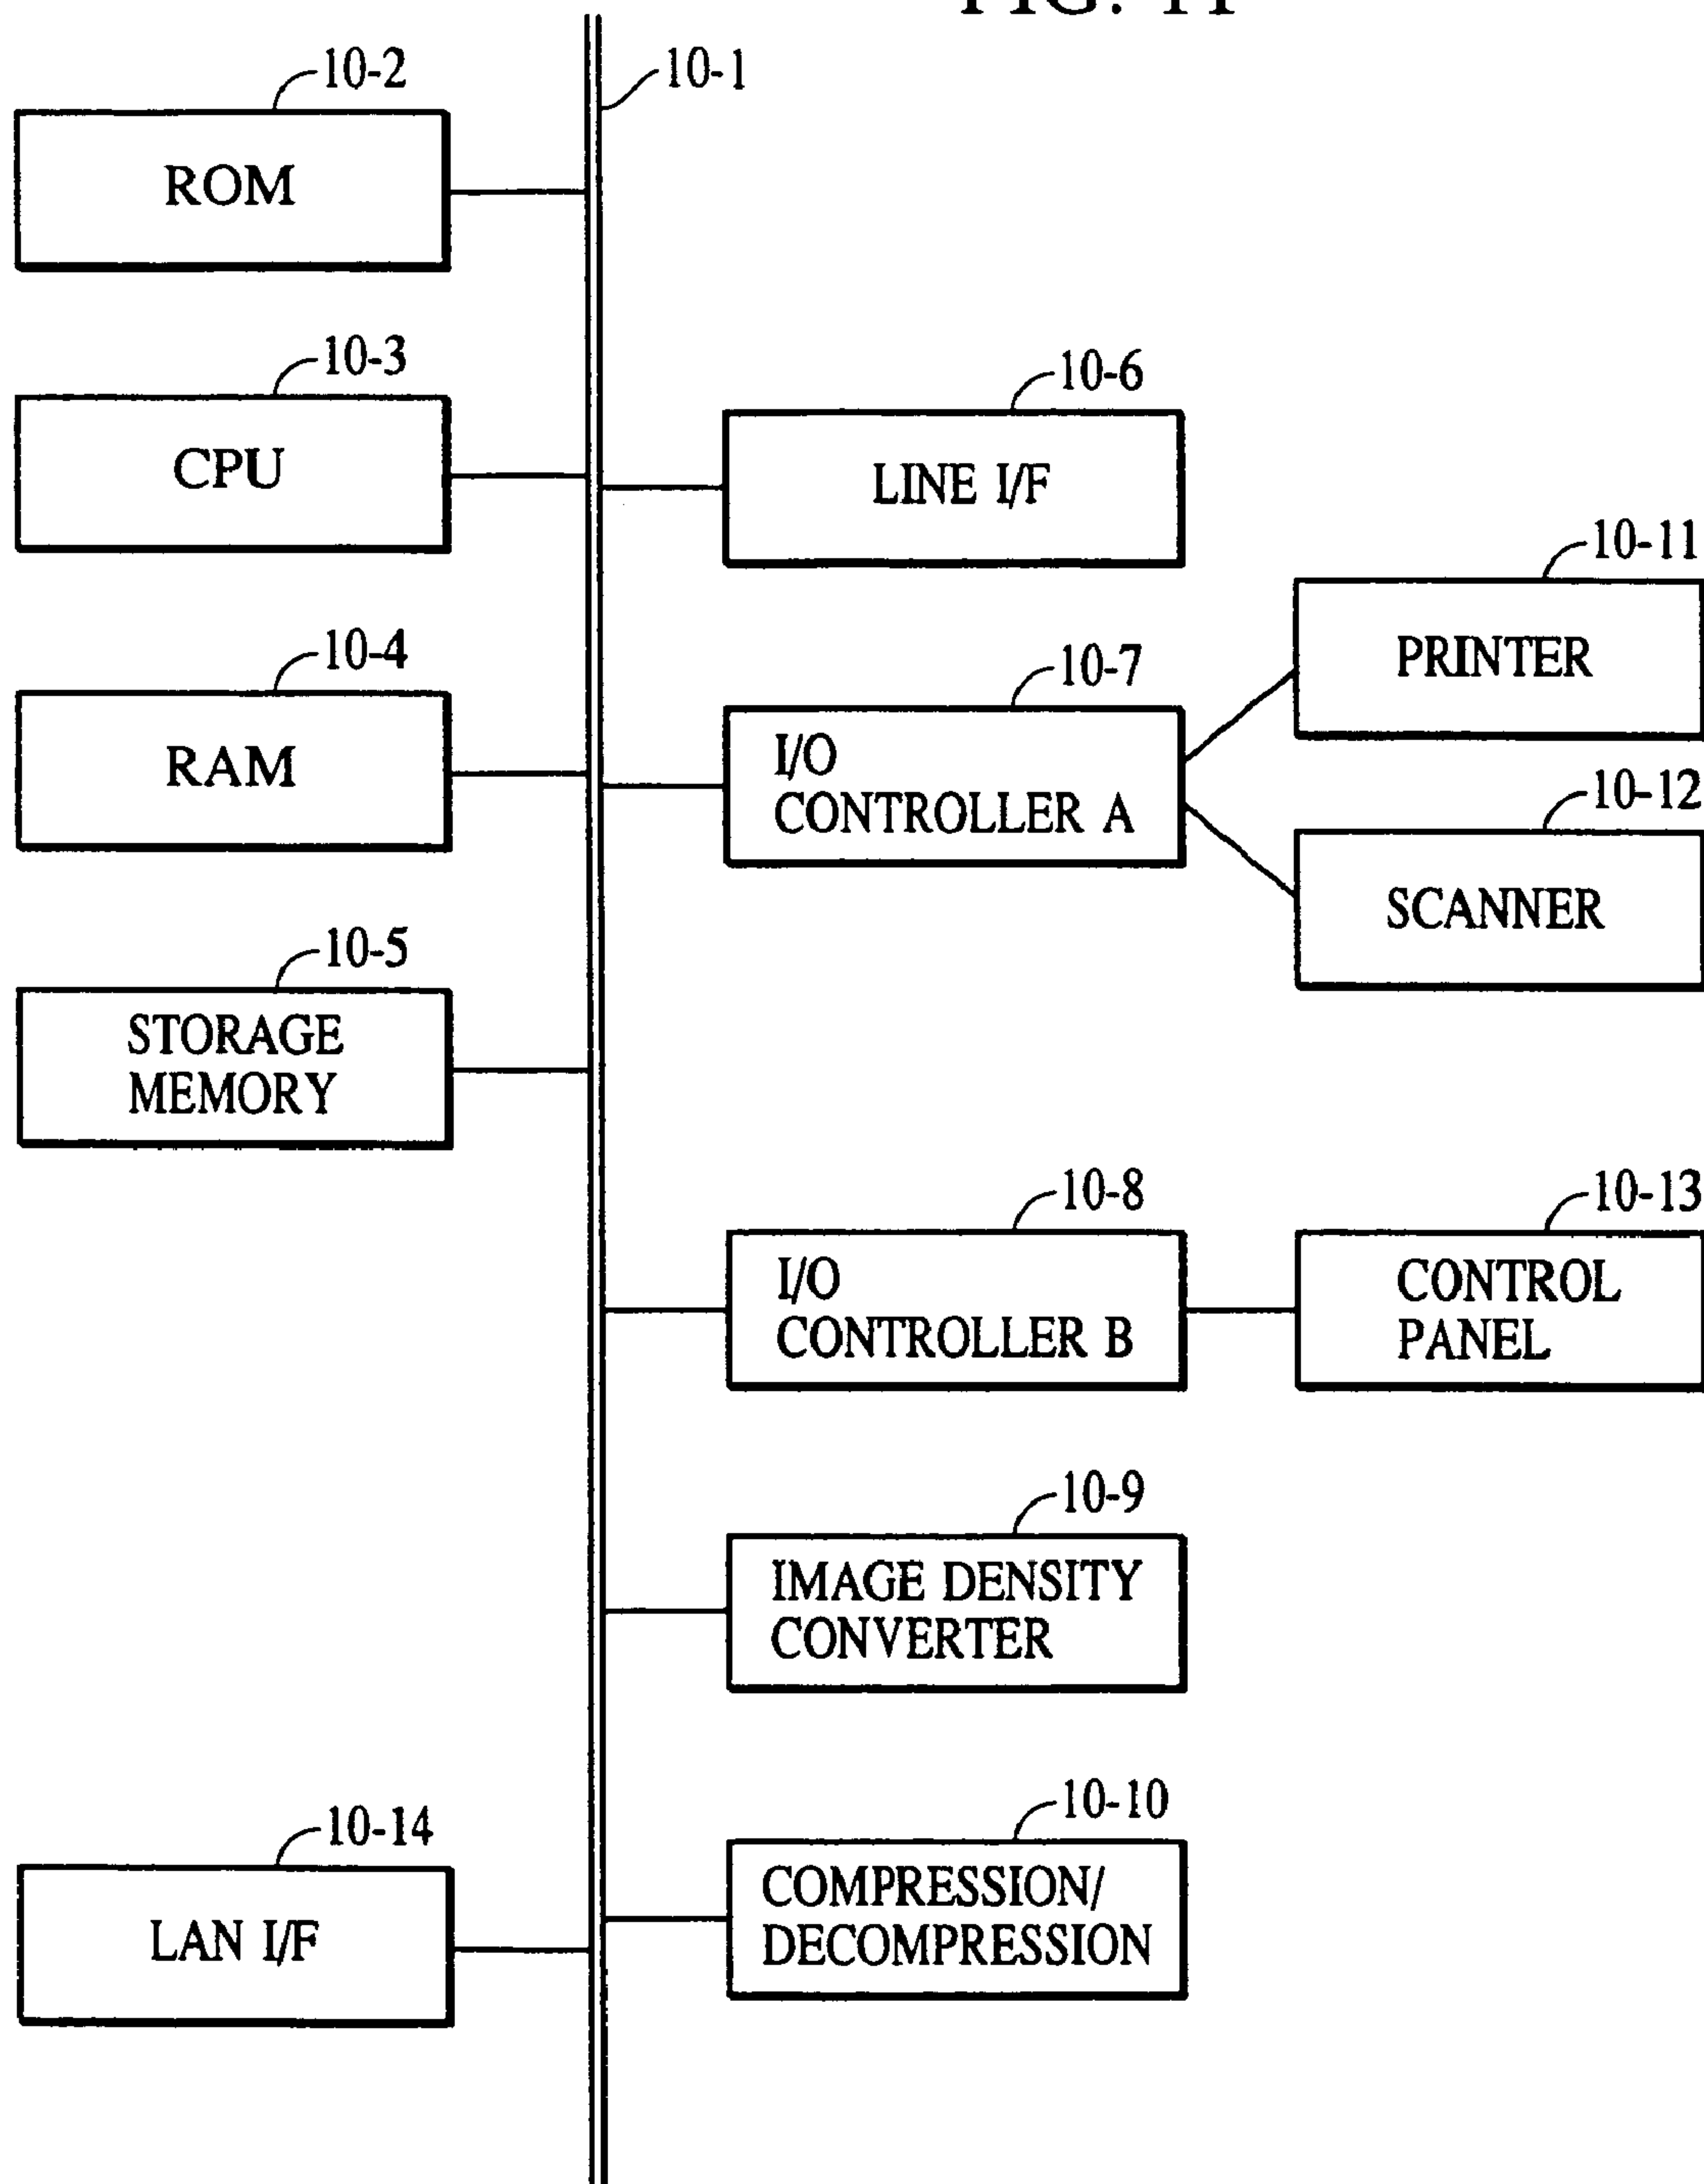 FIG.
10-2
10-1
ROM
10-3
CPU
10-6
LINE I/F
10-11
PRINTER
10-4
RAM
10-7
I/O
CONTROLLER A
10-12
SCANNER
10-5
STORAGE
MEMORY
10-8
I/O
CONTROLLER B
10-13
CONTROL
PANEL
10-9
IMAGE DENSITY
CONVERTER
10-14
LAN I/F
10-10
COMPRESSION/
DECOMPRESSION